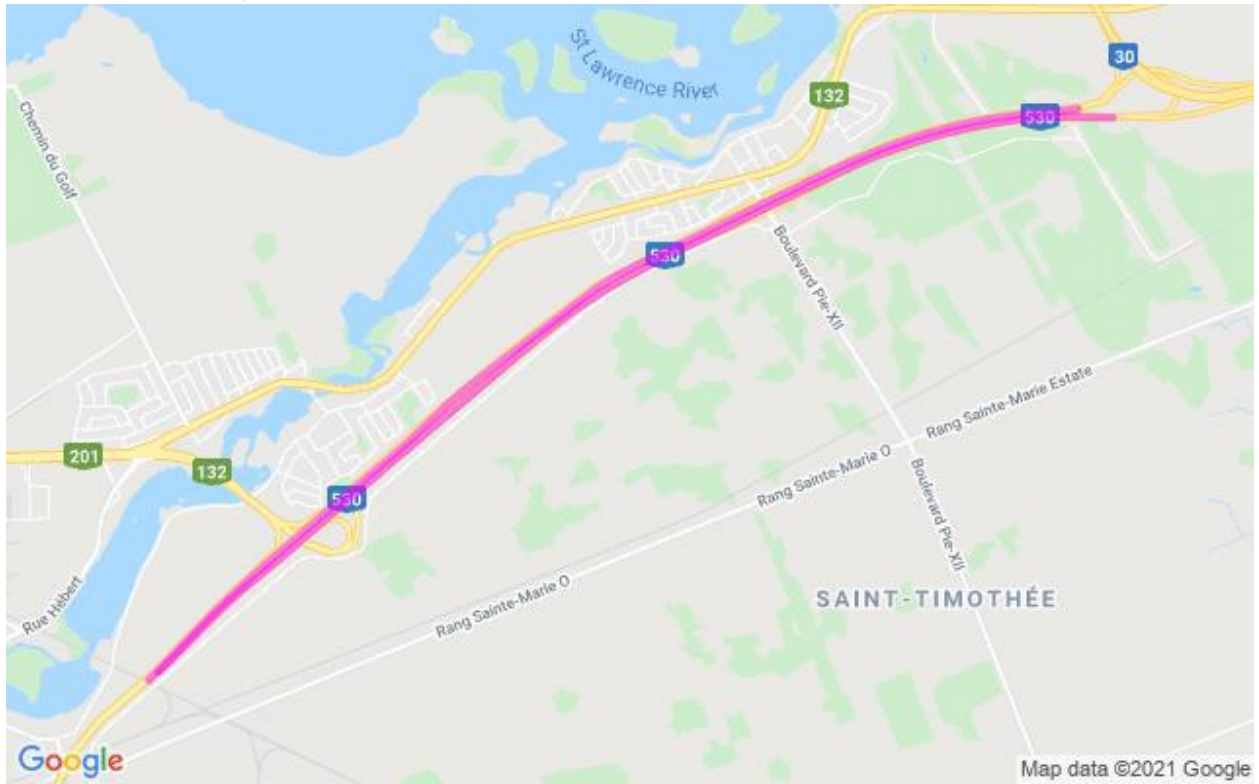 St Lawrence River
30
132
530
Chemin du Golf
530
Boulevard Pie-XII
Rang Sainte-Marie Estate
Rang Sainte-Marie O
201
132
530
Boulevard Pie-XII
SAINT-TIMOTHÉE
Rue Hébert
Rang Sainte-Marie O
Google
Map data ©2021 Google